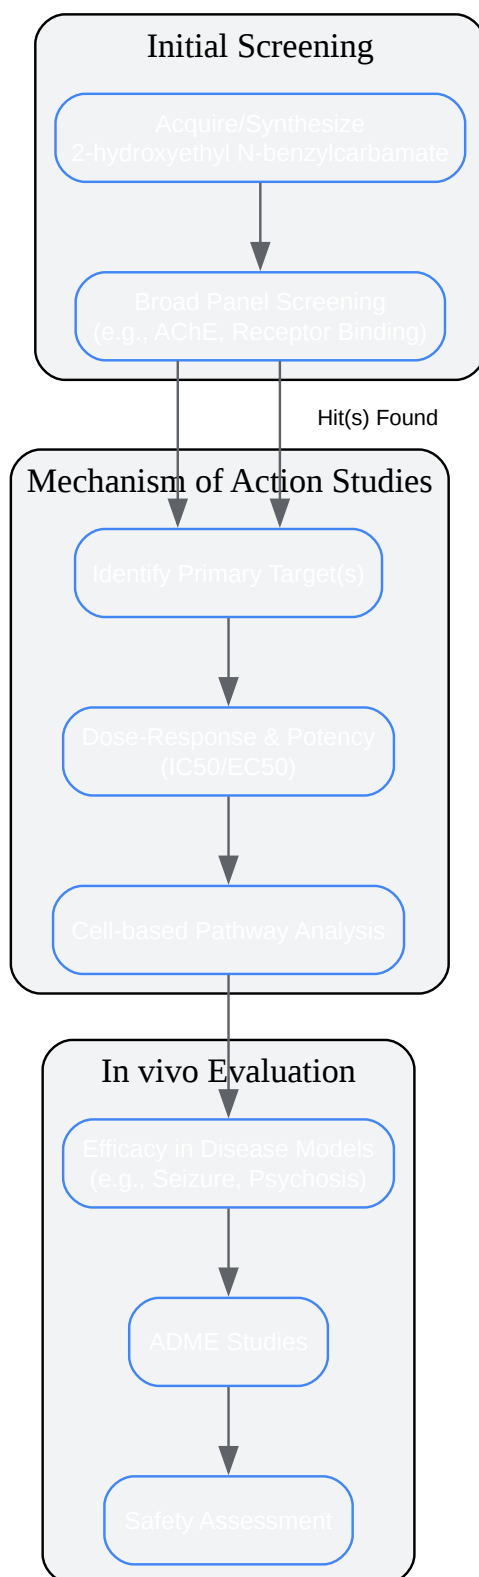 Initial Screening
Acquire/Synthesize
2-hydroxyethyl N-benzylcarbamate
Broad Panel Screening
(e.g., AChE, Receptor Binding)
Hit(s) Found
Mechanism of Action Studies
Identify Primary Target(s)
Dose-Response & Potency
(IC50/EC50)
Cell-based Pathway Analysis
In vivo Evaluation
Efficacy in Disease Models
(e.g., Seizure, Psychosis)
ADME Studies
Safety Assessment